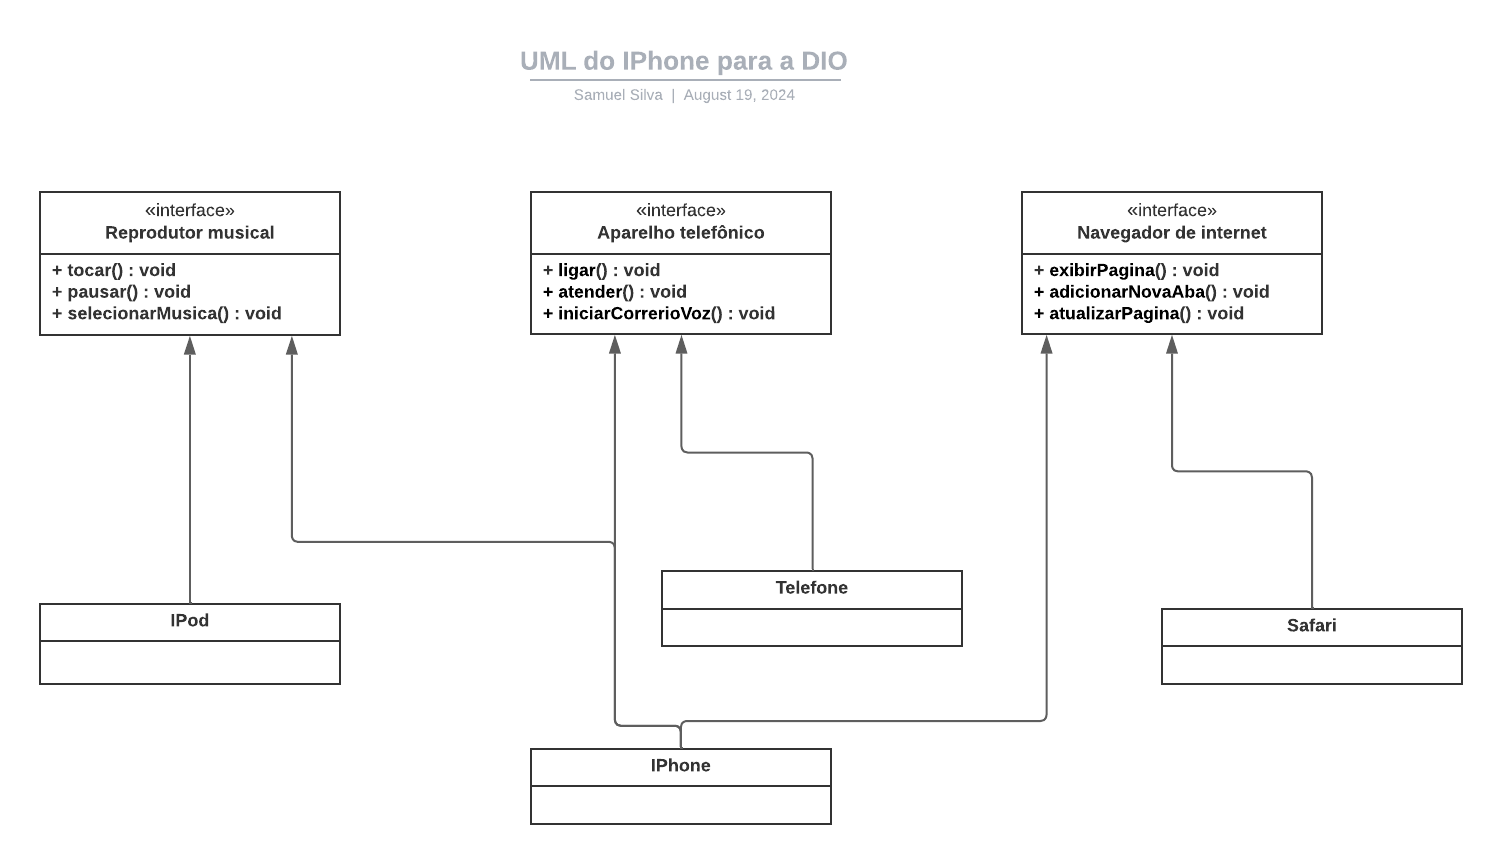 UML do IPhone para a DIO
Samuel Silva | August 19, 2024
«interface»
Reprodutor musical
+ tocar() : void
+ pausar() : void
+ selecionarMusica() : void
«interface»
Aparelho telefônico
+ ligar() : void
+ atender() : void
+ iniciarCorrerioVoz() : void
«interface»
Navegador de internet
+ exibirPagina() : void
+ adicionarNovaAba() : void
+ atualizarPagina() : void
Telefone
IPod
Safari
IPhone